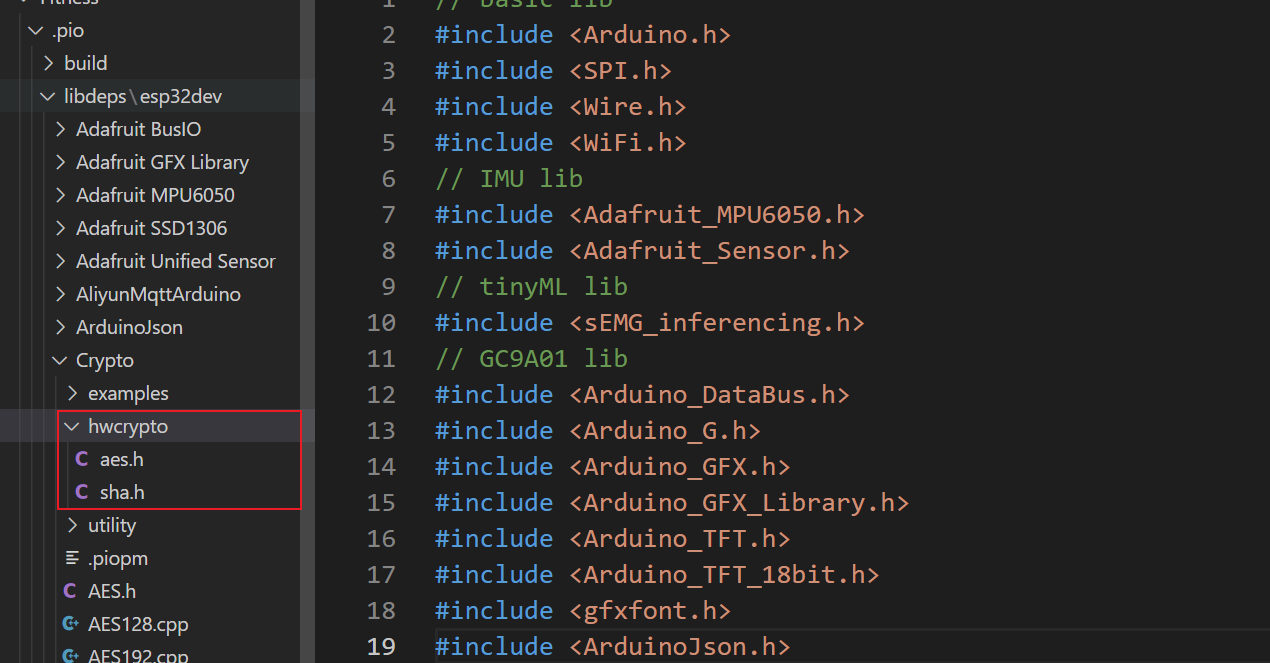 Fitness
.pio
build
libdeps\esp32dev
Adafruit BusIO
Adafruit GFX Library
Adafruit MPU6050
Adafruit SSD1306
Adafruit Unified Sensor
AliyunMqttArduino
ArduinoJson
Crypto
examples
hwcrypto
C aes.h
C sha.h
utility
.piopm
C AES.h
C+ AES128.cpp
C+ AES192.cpp
1 // basic lib
2 #include <Arduino.h>
3 #include <SPI.h>
4 #include <Wire.h>
5 #include <WiFi.h>
6 // IMU lib
7 #include <Adafruit_MPU6050.h>
8 #include <Adafruit_Sensor.h>
9 // tinyML lib
10 #include <sEMG_inferencing.h>
11 // GC9A01 lib
12 #include <Arduino_DataBus.h>
13 #include <Arduino_G.h>
14 #include <Arduino_GFX.h>
15 #include <Arduino_GFX_Library.h>
16 #include <Arduino_TFT.h>
17 #include <Arduino_TFT_18bit.h>
18 #include <gfxfont.h>
19 #include <ArduinoJson.h>